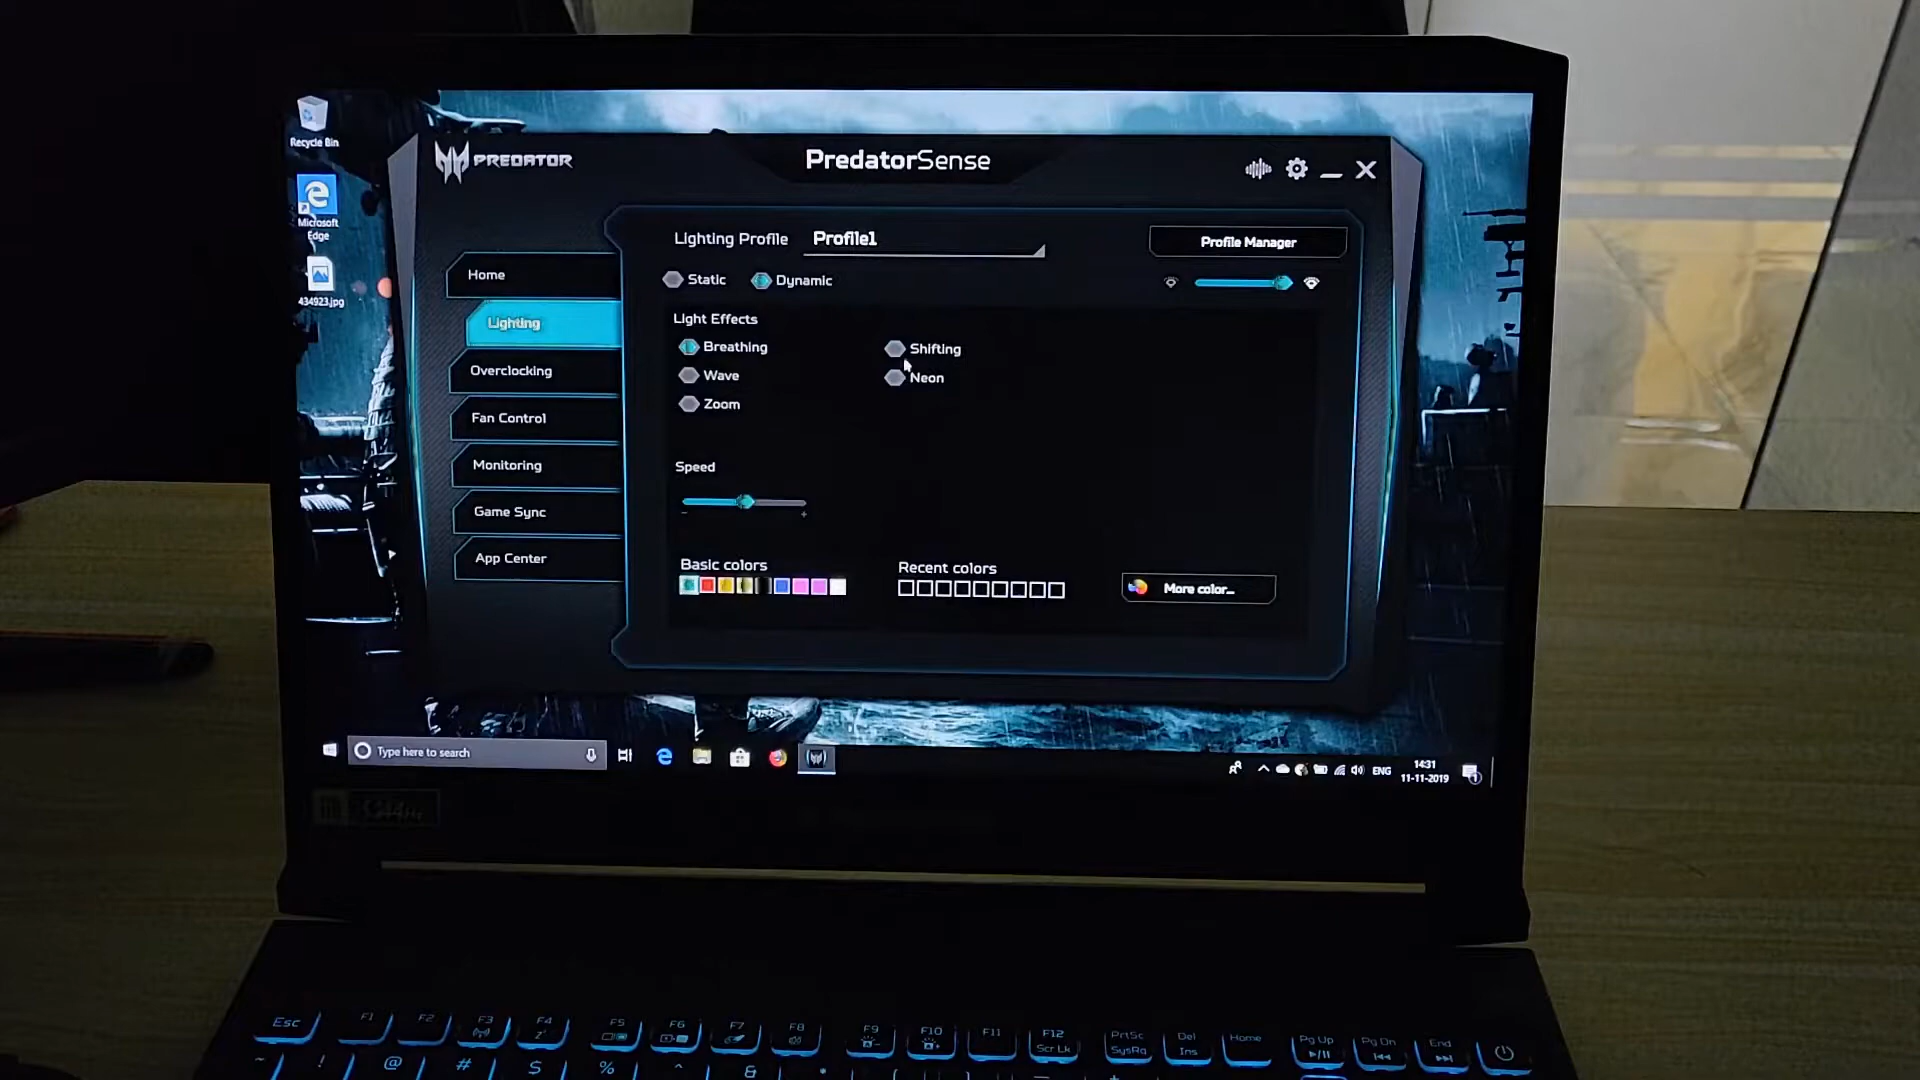 Recycle Bin
Microsoft
Edge
434923.jpg
PREDATOR
PredatorSense
Home
Lighting
Overclocking
Fan Control
Monitoring
Game Sync
App Center
Lighting Profile
Profile1
Profile Manager
Static
Dynamic
Light Effects
Breathing
Shifting
Wave
Neon
Zoom
Speed
-
+
Basic colors
Recent colors
More color...
Type here to search
ENG
14:31
11-11-2019
1
Esc
F1
F2
F3
F4
F5
F6
F7
F8
F9
F10
F11
F12
Scr Lk
PrtSc
SysRq
Del
Ins
Home
Pg Up
Pg Dn
End
~
!
@
#
$
%
^
&
*